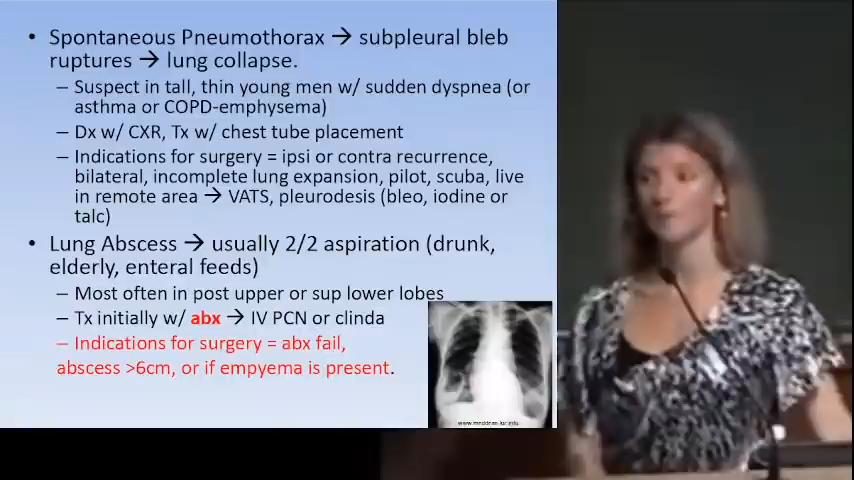 • Spontaneous Pneumothorax → subpleural bleb
ruptures → lung collapse.
– Suspect in tall, thin young men w/ sudden dyspnea (or
asthma or COPD-emphysema)
– Dx w/ CXR, Tx w/ chest tube placement
– Indications for surgery = ipsi or contra recurrence,
bilateral, incomplete lung expansion, pilot, scuba, live
in remote area → VATS, pleurodesis (bleo, iodine or
talc)
• Lung Abscess → usually 2/2 aspiration (drunk,
elderly, enteral feeds)
– Most often in post upper or sup lower lobes
– Tx initially w/ abx → IV PCN or clinda
– Indications for surgery = abx fail,
abscess >6cm, or if empyema is present.